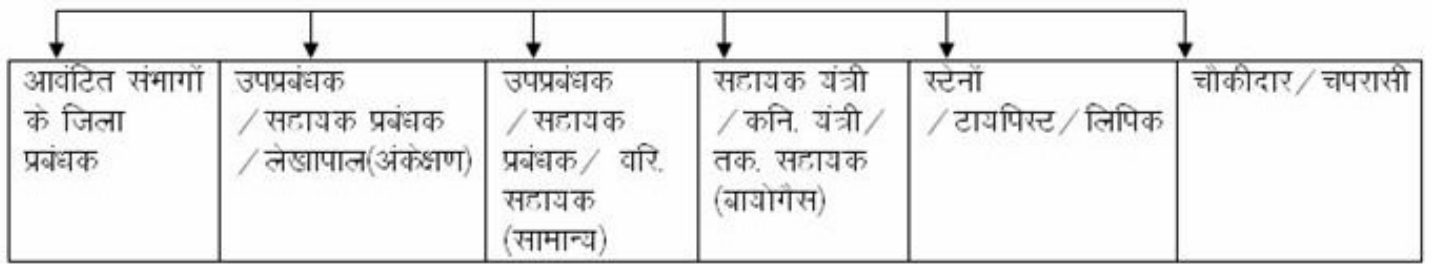 आवंटित संभागों
के जिला
प्रबंधक
उपप्रबंधक
/सहायक प्रबंधक
/लेखापाल(अंकेक्षण)
उपप्रबंधक
/सहायक
प्रबंधक/ वरि.
सहायक
(सामान्य)
सहायक यंत्री
/कनि. यंत्री/
तक. सहायक
(बायोगैस)
स्टेनों
/टायपिस्ट/लिपिक
चौकीदार/चपरासी